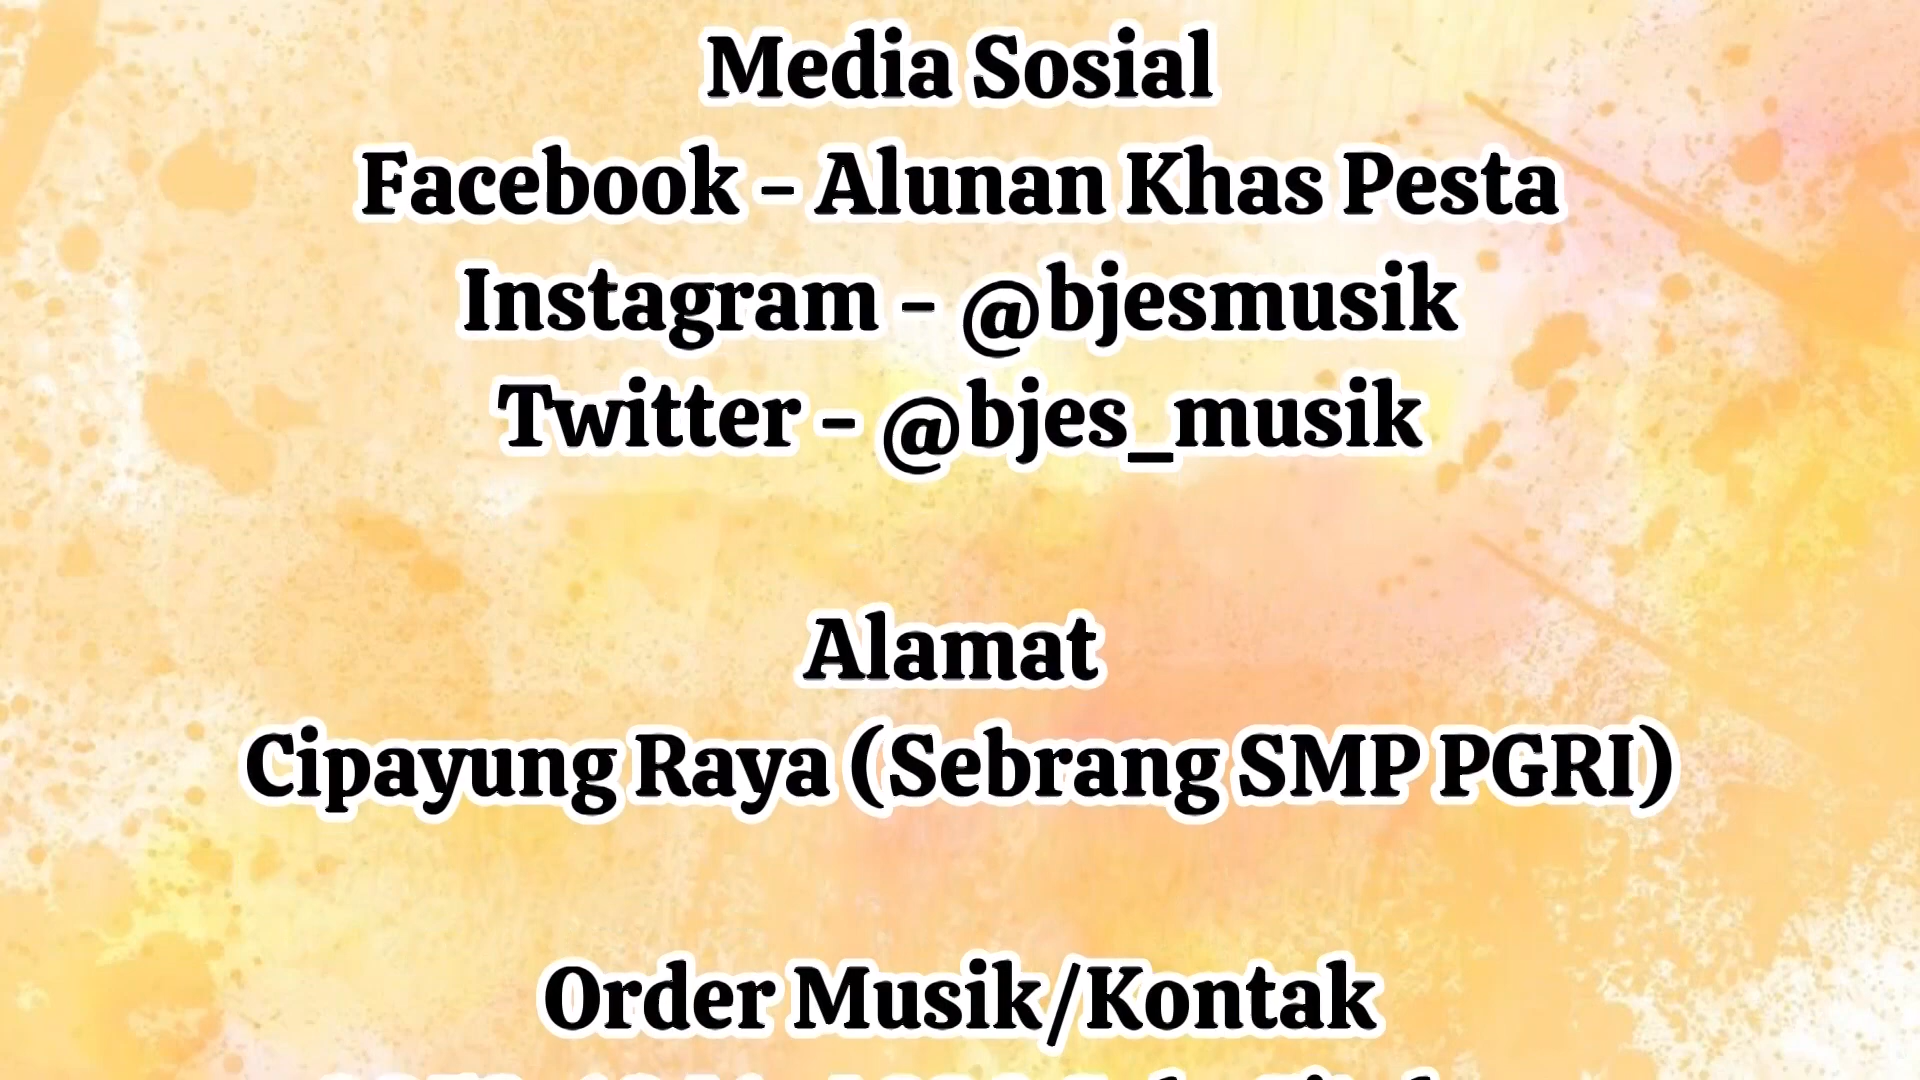 Media Sosial
Facebook - Alunan Khas Pesta
Instagram - @bjesmusik
Twitter - @bjes_musik
Alamat
Cipayung Raya (Sebrang SMP PGRI)
Order Musik/Kontak